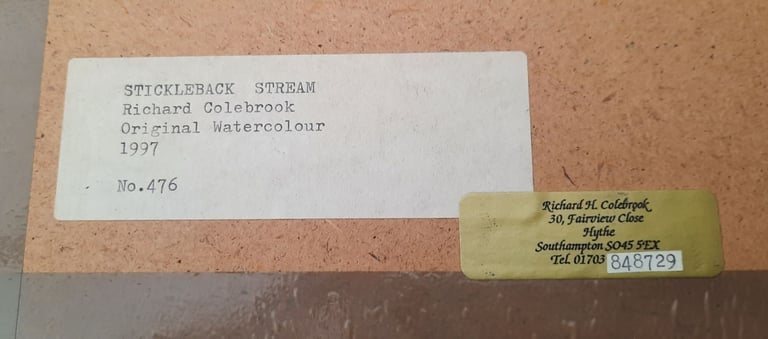 STICKLEBACK STREAM
Richard Colebrook
Original Watercolour
1997
No.476
Richard H. Colebrook
30, Fairview Close
Hythe
Southampton SO45 5EX
Tel. 01703 848729